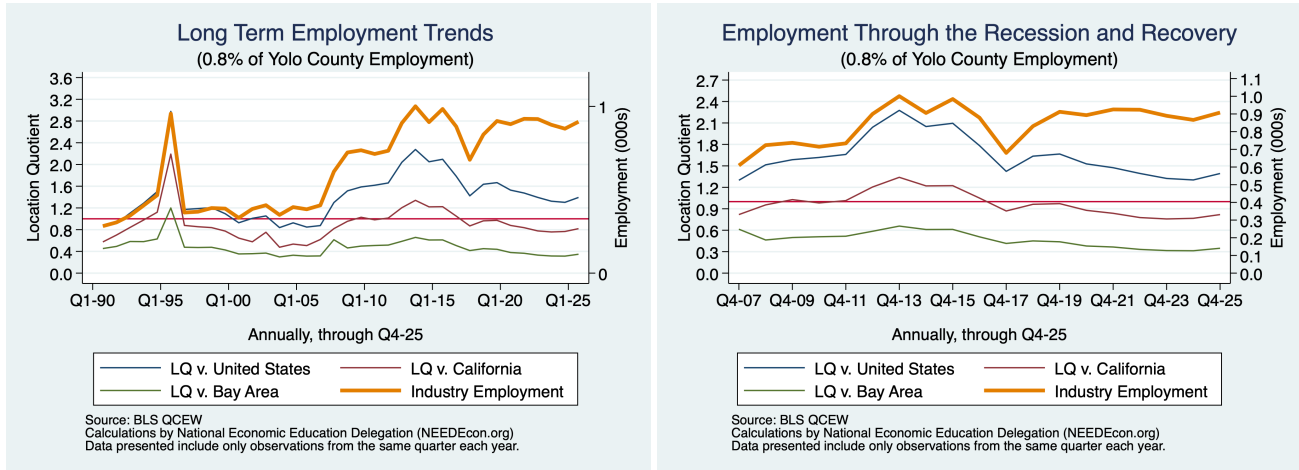 Long Term Employment Trends
(0.8% of Yolo County Employment)
Location Quotient
3.6
3.2
2.8
2.4
2.0
1.6
1.2
0.8
0.4
0.0
1
0
Employment (000s)
Q1-90 Q1-95 Q1-00 Q1-05 Q1-10 Q1-15 Q1-20 Q1-25
Annually, through Q4-25
LQ v. United States LQ v. California
LQ v. Bay Area Industry Employment
Source: BLS QCEW
Calculations by National Economic Education Delegation (NEEDEcon.org)
Data presented include only observations from the same quarter each year.
Employment Through the Recession and Recovery
(0.8% of Yolo County Employment)
Location Quotient
2.7
2.4
2.1
1.8
1.5
1.2
0.9
0.6
0.3
0.0
1.1
1.0
0.9
0.8
0.7
0.6
0.5
0.4
0.3
0.2
0.1
0.0
Employment (000s)
Q4-07 Q4-09 Q4-11 Q4-13 Q4-15 Q4-17 Q4-19 Q4-21 Q4-23 Q4-25
Annually, through Q4-25
LQ v. United States LQ v. California
LQ v. Bay Area Industry Employment
Source: BLS QCEW
Calculations by National Economic Education Delegation (NEEDEcon.org)
Data presented include only observations from the same quarter each year.